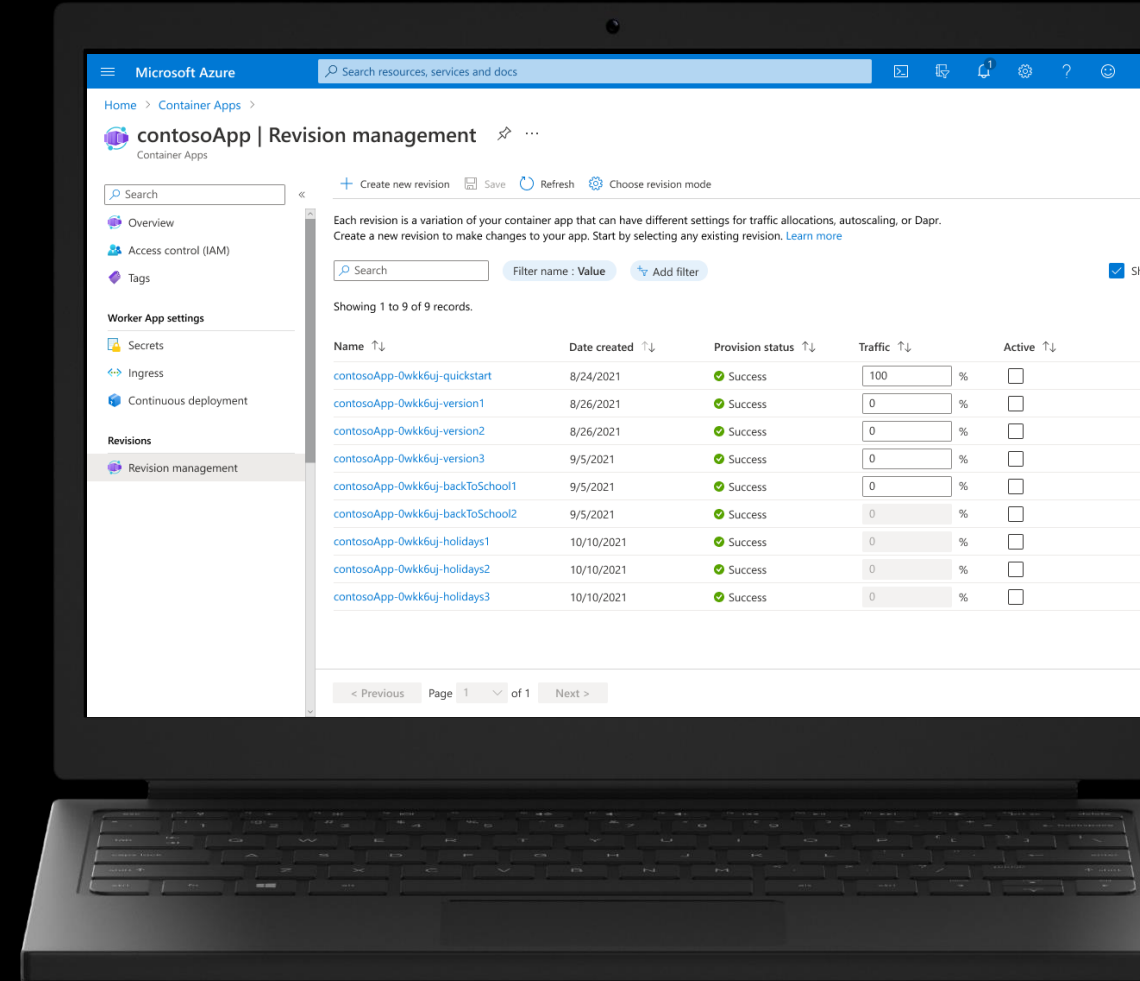 Microsoft Azure
Search resources, services and docs
1
Home > Container Apps >
contosoApp | Revision management
Container Apps
Search
«
Create new revision Save Refresh Choose revision mode
Overview
Access control (IAM)
Tags
Worker App settings
Secrets
Ingress
Continuous deployment
Revisions
Revision management
Each revision is a variation of your container app that can have different settings for traffic allocations, autoscaling, or Dapr.
Create a new revision to make changes to your app. Start by selecting any existing revision. Learn more
Search Filter name : Value Add filter
Showing 1 to 9 of 9 records.
Name Date created Provision status Traffic Active
contosoApp-0wkk6uj-quickstart 8/24/2021 Success 100 %
contosoApp-0wkk6uj-version1 8/26/2021 Success 0 %
contosoApp-0wkk6uj-version2 8/26/2021 Success 0 %
contosoApp-0wkk6uj-version3 9/5/2021 Success 0 %
contosoApp-0wkk6uj-backToSchool1 9/5/2021 Success 0 %
contosoApp-0wkk6uj-backToSchool2 9/5/2021 Success 0 %
contosoApp-0wkk6uj-holidays1 10/10/2021 Success 0 %
contosoApp-0wkk6uj-holidays2 10/10/2021 Success 0 %
contosoApp-0wkk6uj-holidays3 10/10/2021 Success 0 %
< Previous Page 1 of 1 Next >